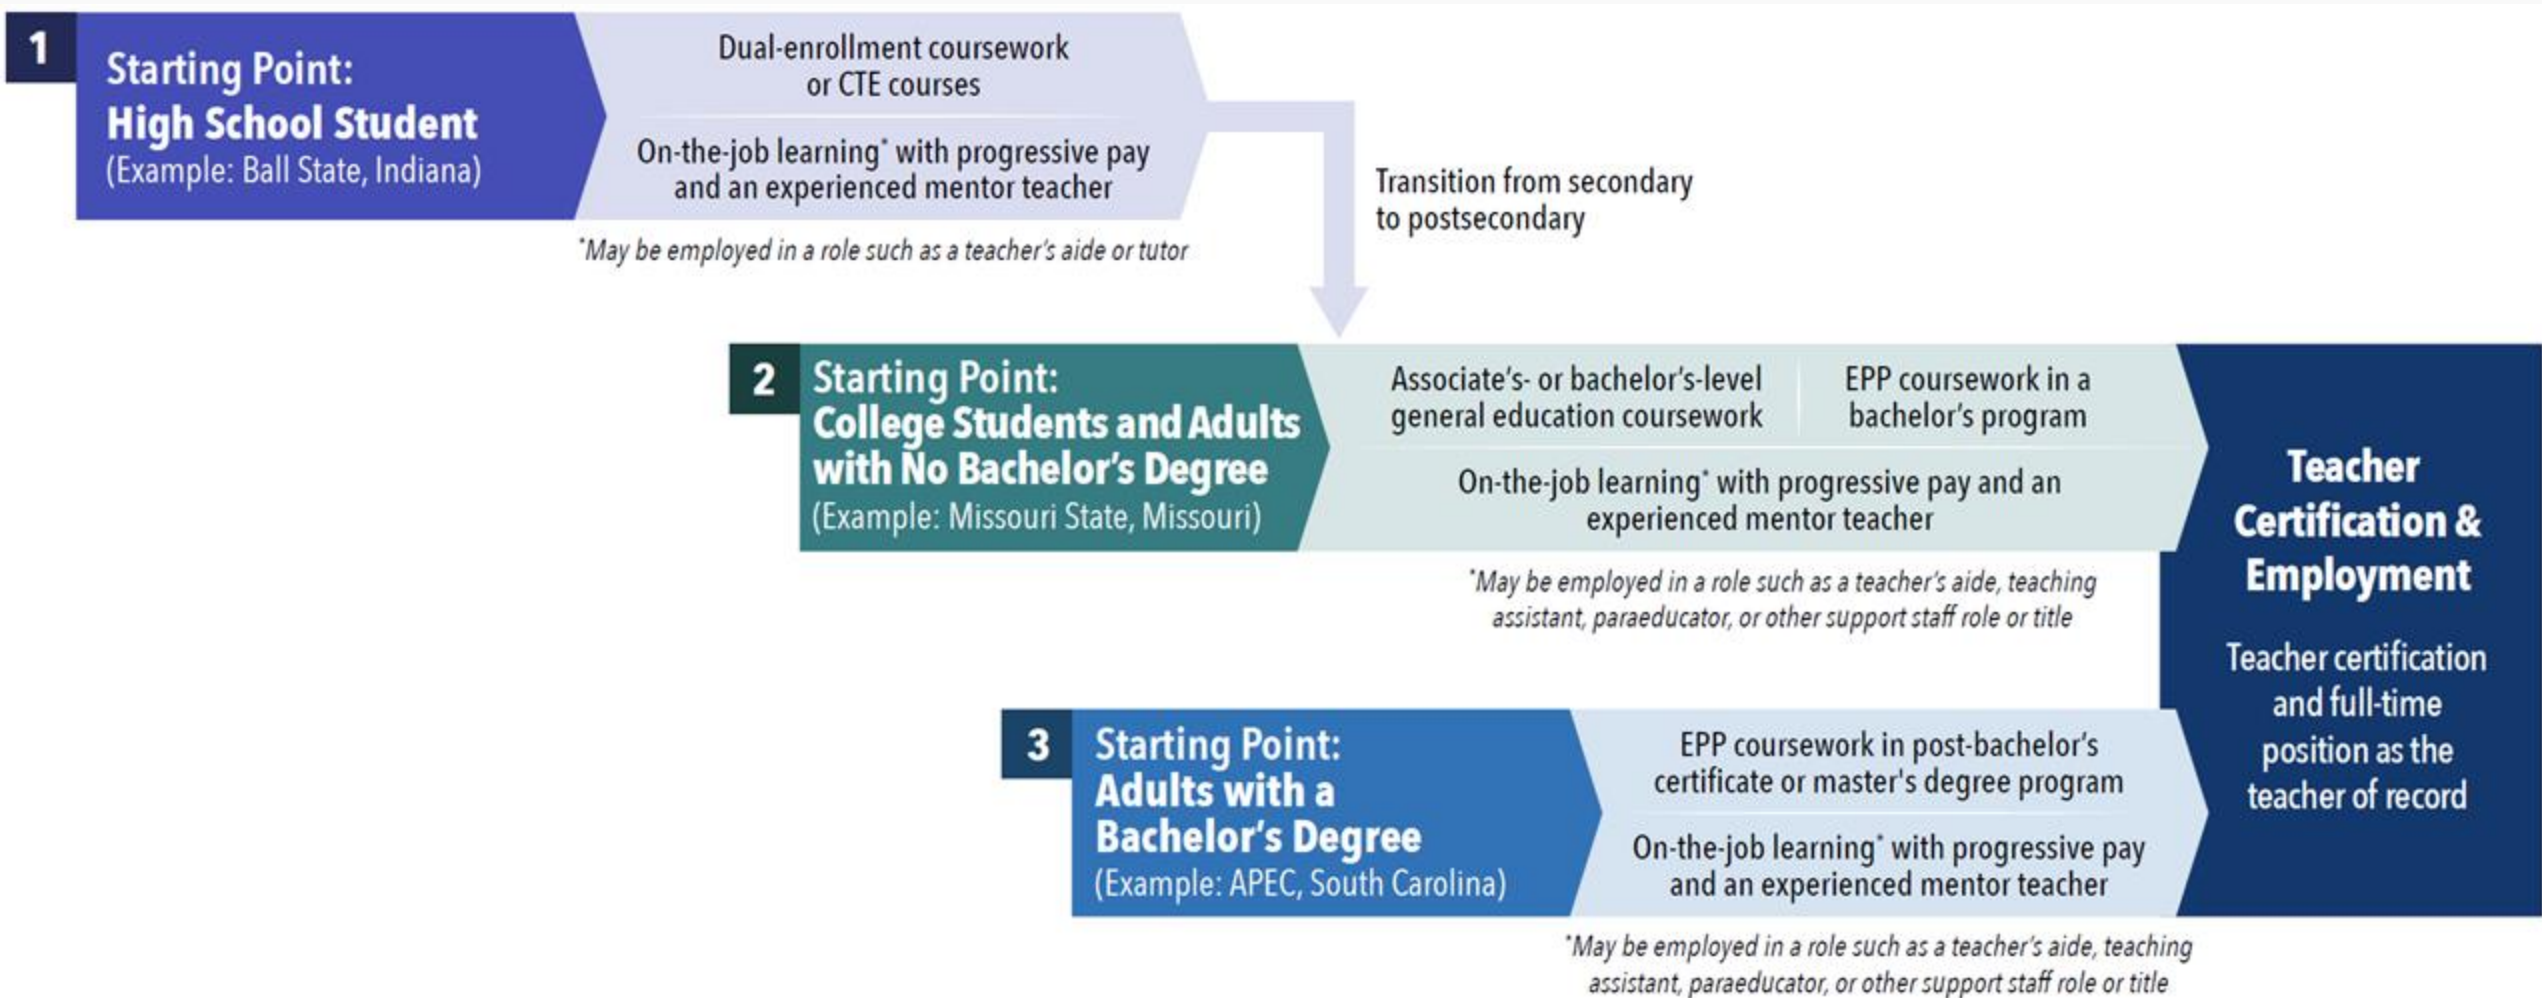 1
Starting Point:
High School Student
(Example: Ball State, Indiana)
Dual-enrollment coursework
or CTE courses
On-the-job learning* with progressive pay
and an experienced mentor teacher
*May be employed in a role such as a teacher's aide or tutor
Transition from secondary
to postsecondary
2
Starting Point:
College Students and Adults
with No Bachelor's Degree
(Example: Missouri State, Missouri)
Associate's- or bachelor's-level
general education coursework
EPP coursework in a
bachelor's program
On-the-job learning* with progressive pay and an
experienced mentor teacher
*May be employed in a role such as a teacher's aide, teaching
assistant, paraeducator, or other support staff role or title
3
Starting Point:
Adults with a
Bachelor's Degree
(Example: APEC, South Carolina)
EPP coursework in post-bachelor's
certificate or master's degree program
On-the-job learning* with progressive pay
and an experienced mentor teacher
*May be employed in a role such as a teacher's aide, teaching
assistant, paraeducator, or other support staff role or title
Teacher
Certification &
Employment
Teacher certification
and full-time
position as the
teacher of record